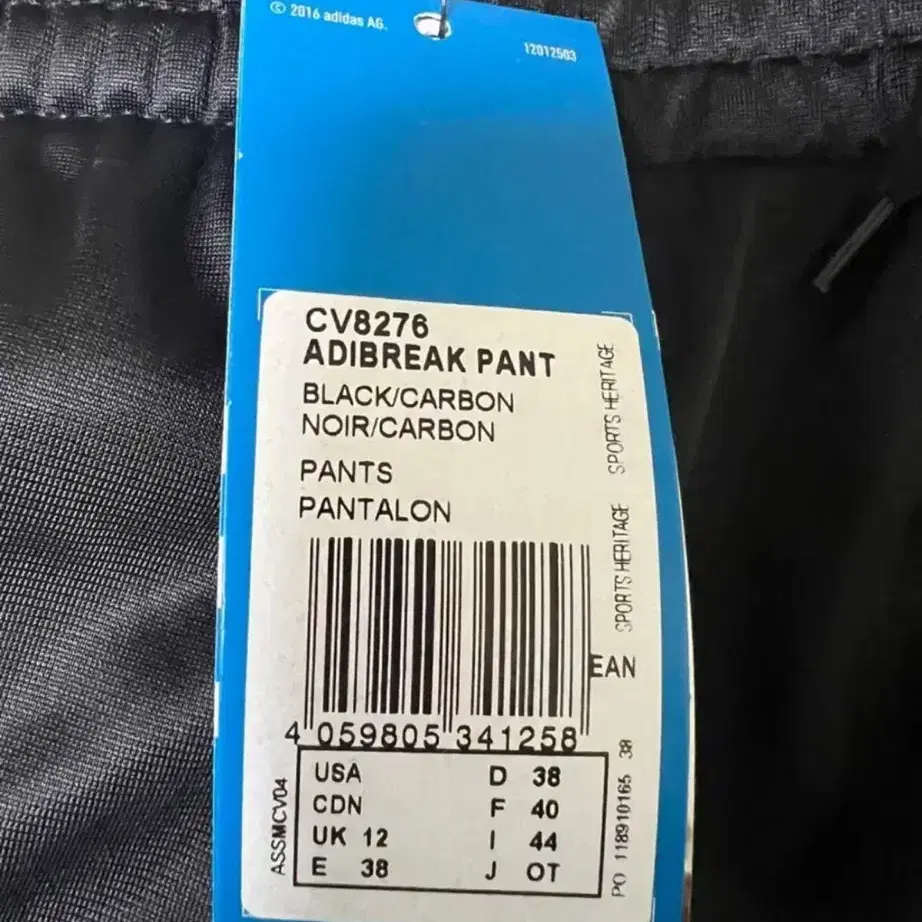 © 2016 adidas AG.
12012503
CV8276
ADIBREAK PANT
BLACK/CARBON
NOIR/CARBON
PANTS
PANTALON
SPORTS HERITAGE
SPORTS HERITAGE
EAN
4 059805 341258
USA D 38
CDN F 40
UK 12 I 44
E 38 J OT
ASSMCV04
PO 118910165 38